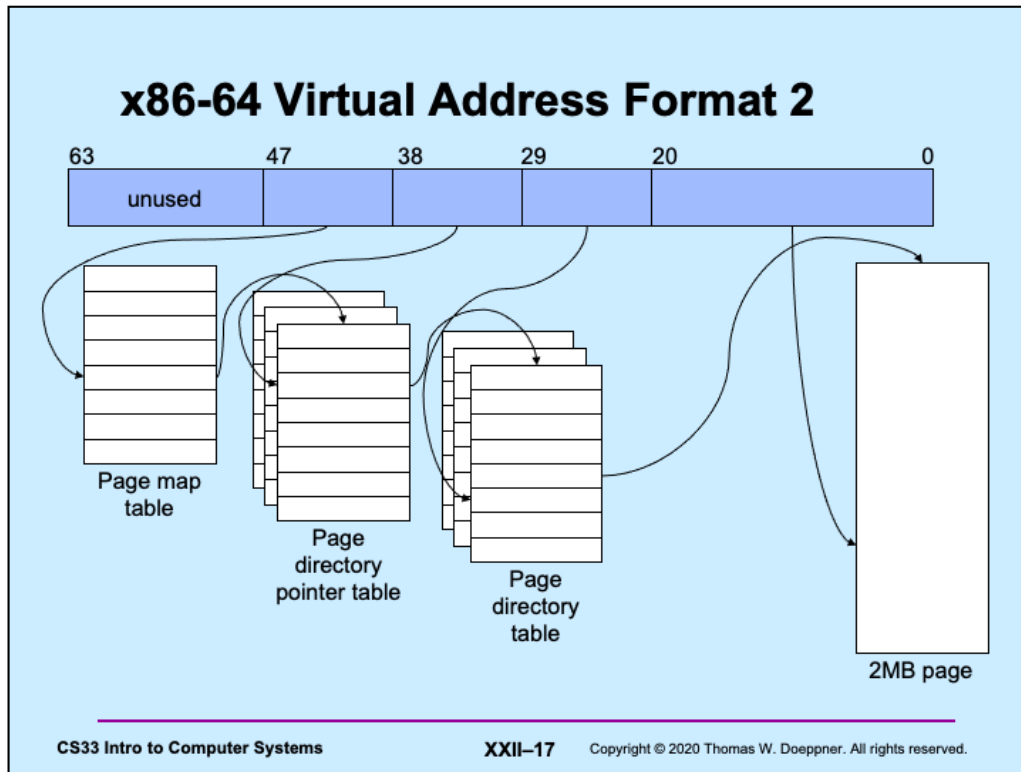 x86-64 Virtual Address Format 2
63 47 38 29 20 0
unused
Page map
table
Page
directory
pointer table
Page
directory
table
2MB page
CS33 Intro to Computer Systems XXII–17 Copyright © 2020 Thomas W. Doeppner. All rights reserved.